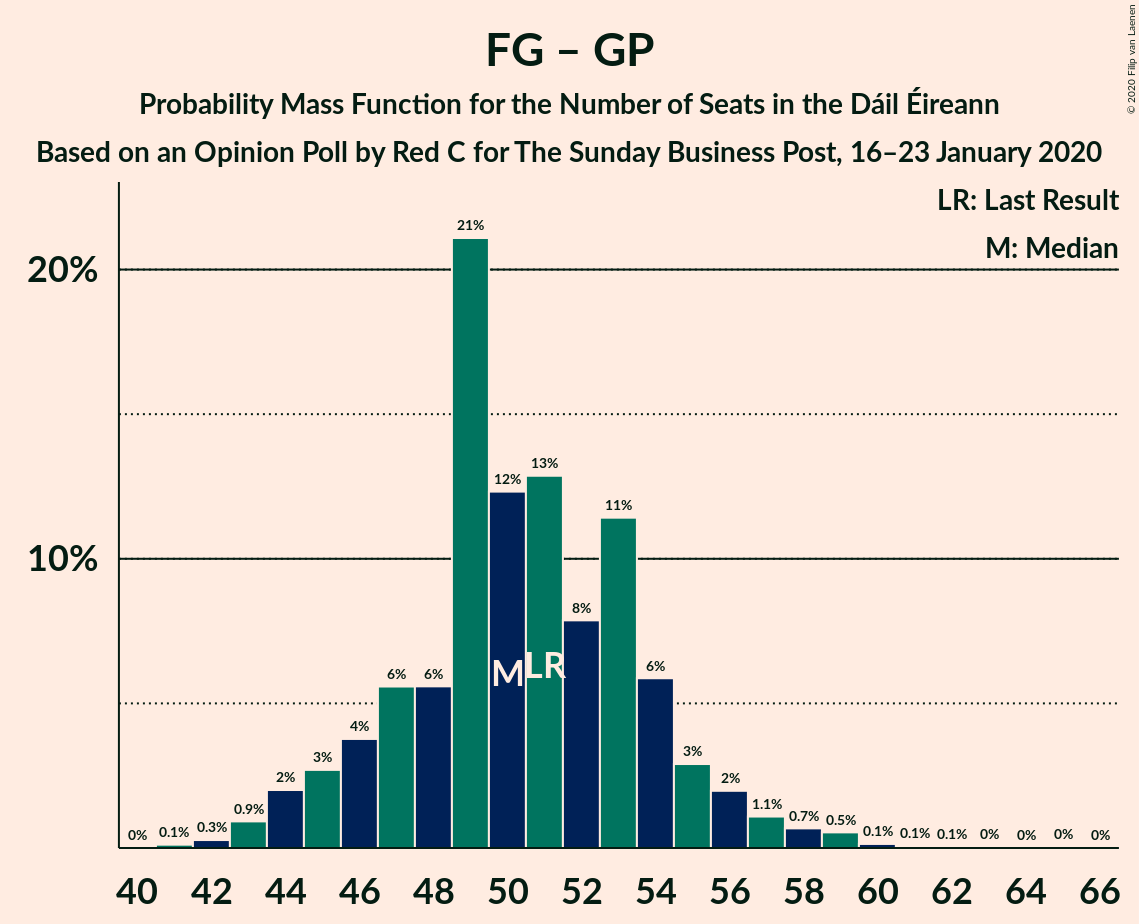 FG – GP
Probability Mass Function for the Number of Seats in the Dáil Éireann
Based on an Opinion Poll by Red C for The Sunday Business Post, 16–23 January 2020
© 2020 Filip van Laenen
LR: Last Result
M: Median
20%
10%
0% 0.1% 0.3% 0.9% 2% 3% 4% 6% 6% 21% 12% 13% 8% 11% 6% 3% 2% 1.1% 0.7% 0.5% 0.1% 0.1% 0.1% 0% 0% 0% 0%
M LR
40 42 44 46 48 50 52 54 56 58 60 62 64 66